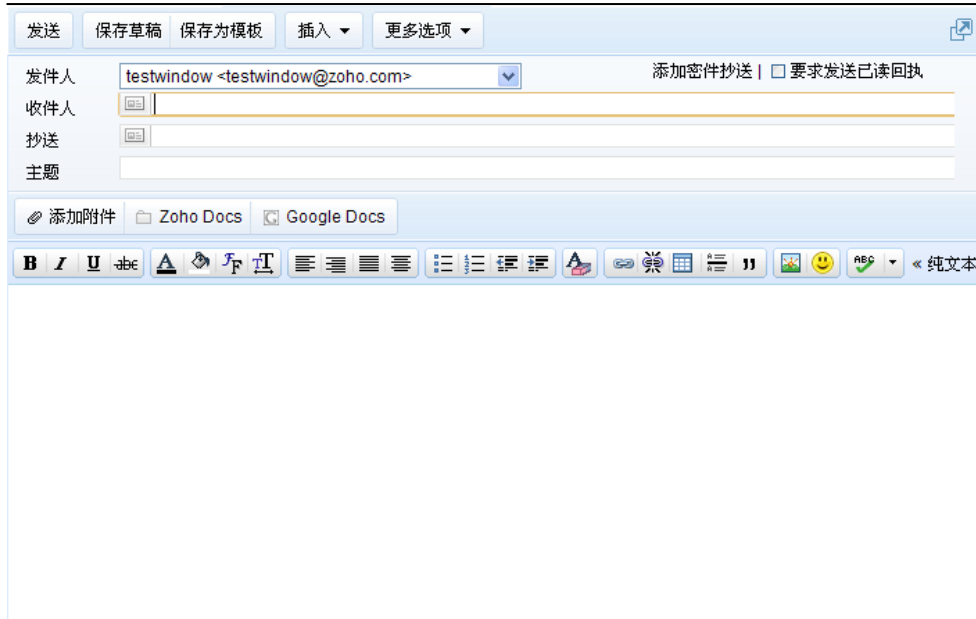 发送 保存草稿 保存为模板 插入 更多选项
发件人 testwindow <testwindow@zoho.com> 添加密件抄送 | 要求发送已读回执
收件人
抄送
主题
添加附件 Zoho Docs Google Docs
B I U abc A F T A ABC « 纯文本